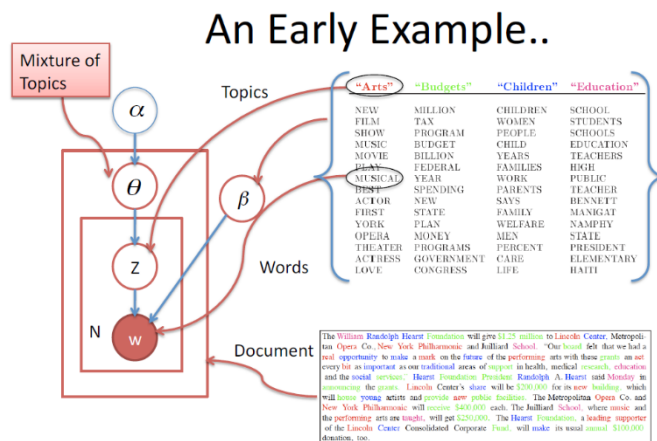 An Early Example..
Mixture of
Topics
α
θ
Z
N
w
β
Topics
Words
Document
"Arts" "Budgets" "Children" "Education"
NEW MILLION CHILDREN SCHOOL
FILM TAX WOMEN STUDENTS
SHOW PROGRAM PEOPLE SCHOOLS
MUSIC BUDGET CHILD EDUCATION
MOVIE BILLION YEARS TEACHERS
PLAY FEDERAL FAMILIES HIGH
MUSICAL YEAR WORK PUBLIC
BEST SPENDING PARENTS TEACHER
ACTOR NEW SAYS BENNETT
FIRST STATE FAMILY MANIGAT
YORK PLAN WELFARE NAMPHY
OPERA MONEY MEN STATE
THEATER PROGRAMS PERCENT PRESIDENT
ACTRESS GOVERNMENT CARE ELEMENTARY
LOVE CONGRESS LIFE HAITI
The William Randolph Hearst Foundation will give $1.25 million to Lincoln Center, Metropoli-
tan Opera Co., New York Philharmonic and Juilliard School. "Our board felt that we had a
real opportunity to make a mark on the future of the performing arts with these grants an act
every bit as important as our traditional areas of support in health, medical research, education
and the social services," Hearst Foundation President Randolph A. Hearst said Monday in
announcing the grants. Lincoln Center's share will be $200,000 for its new building, which
will house young artists and provide new public facilities. The Metropolitan Opera Co. and
New York Philharmonic will receive $400,000 each. The Juilliard School, where music and
the performing arts are taught, will get $250,000. The Hearst Foundation, a leading supporter
of the Lincoln Center Consolidated Corporate Fund, will make its usual annual $100,000
donation, too.